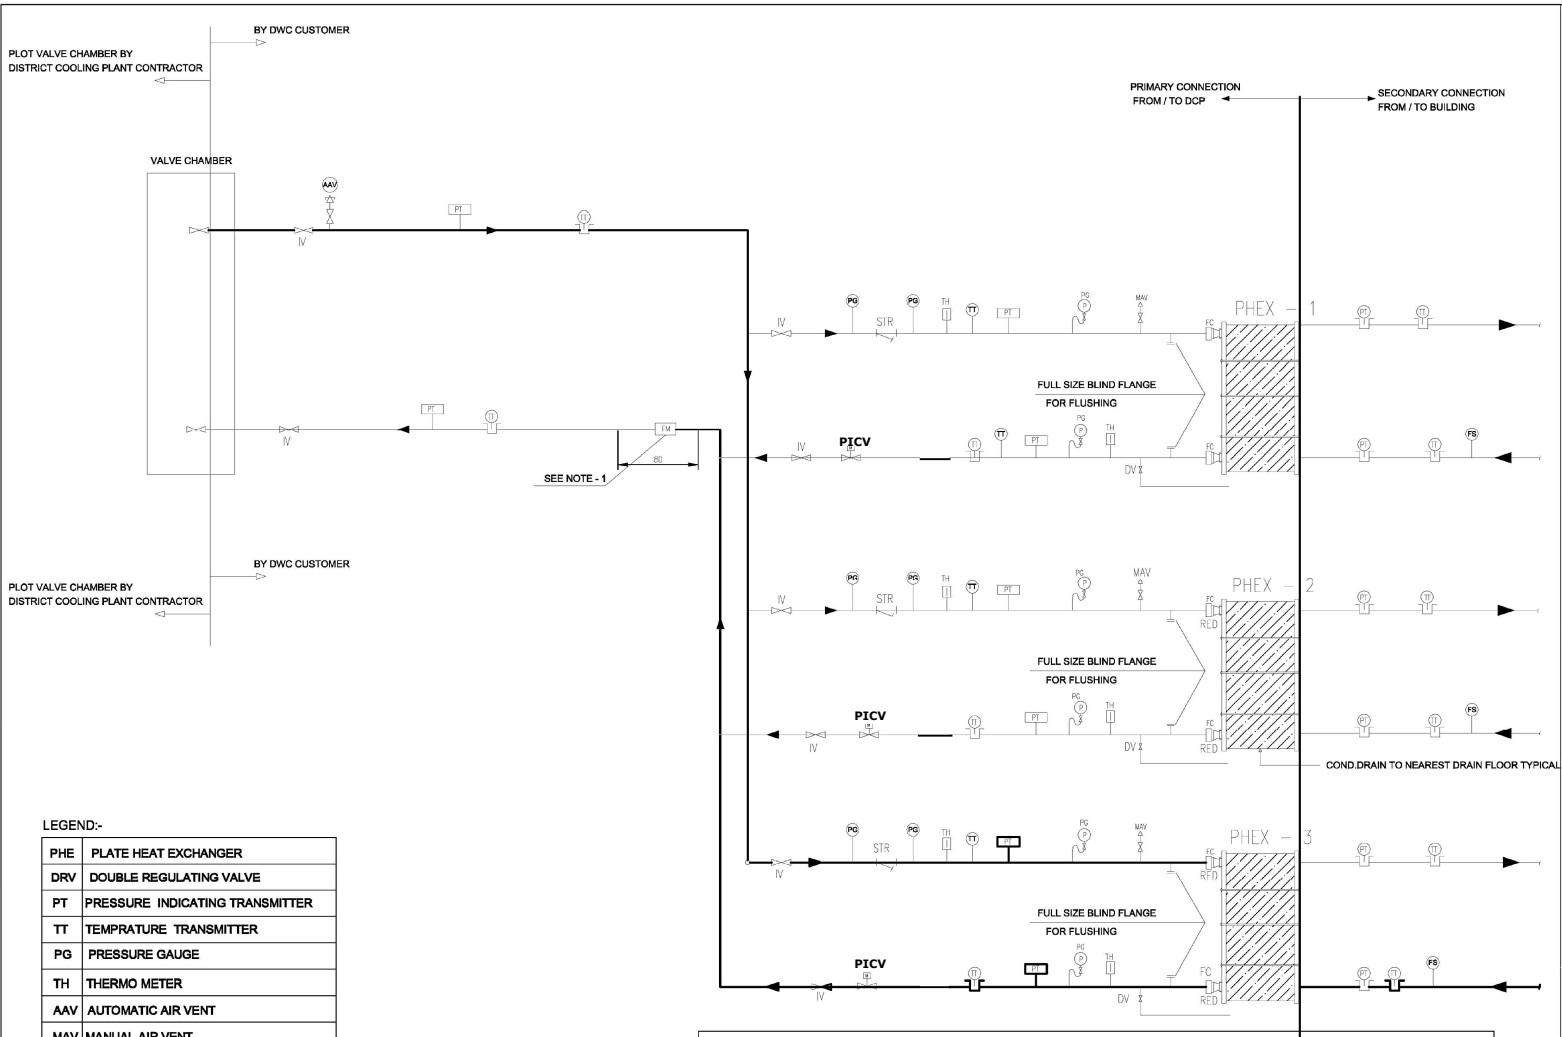 BY DWC CUSTOMER
PLOT VALVE CHAMBER BY
DISTRICT COOLING PLANT CONTRACTOR
PRIMARY CONNECTION
FROM / TO DCP
SECONDARY CONNECTION
FROM / TO BUILDING
VALVE CHAMBER
AAV
PT
TT
IV
PG
PG
TH
TT
PT
PG
P
MAV
PHEX - 1
PT
TT
IV
STR
FC
FULL SIZE BLIND FLANGE
FOR FLUSHING
PT
TT
FM
IV
80
SEE NOTE - 1
IV
PICV
M
TT
TT
PT
PG
P
TH
DV
FC
PT
TT
FS
BY DWC CUSTOMER
PLOT VALVE CHAMBER BY
DISTRICT COOLING PLANT CONTRACTOR
IV
PG
STR
PG
TH
TT
PT
PG
P
MAV
FC
RED
PHEX - 2
PT
TT
FULL SIZE BLIND FLANGE
FOR FLUSHING
PICV
M
IV
TT
PT
PG
P
TH
DV
FC
RED
PT
TT
FS
COND.DRAIN TO NEAREST DRAIN FLOOR TYPICAL
IV
PG
STR
PG
TH
TT
PT
PG
P
MAV
FC
RED
PHEX - 3
PT
TT
FULL SIZE BLIND FLANGE
FOR FLUSHING
PICV
M
IV
TT
PT
PG
P
TH
DV
FC
RED
PT
TT
FS
LEGEND:-
PHE PLATE HEAT EXCHANGER
DRV DOUBLE REGULATING VALVE
PT PRESSURE INDICATING TRANSMITTER
TT TEMPRATURE TRANSMITTER
PG PRESSURE GAUGE
TH THERMO METER
AAV AUTOMATIC AIR VENT
MAV MANUAL AIR VENT